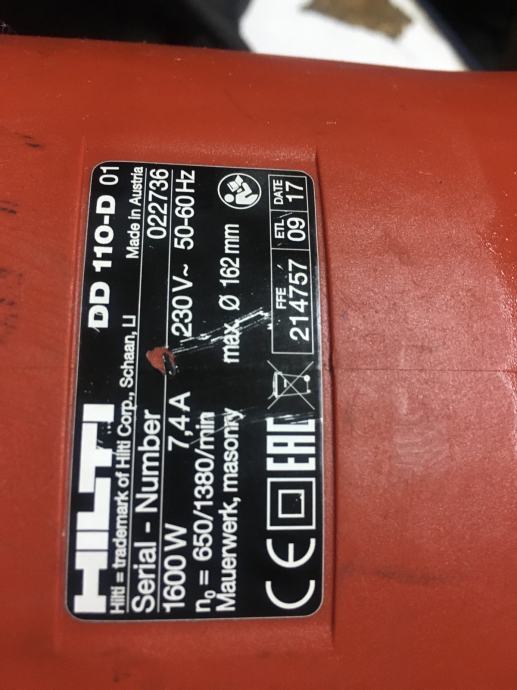 HILTI DD 110-D 01
Hilti = trademark of Hilti Corp., Schaan, LI Made in Austria
Serial - Number 022736
1600 W 7,4 A 230 V~ 50-60 Hz
n₀ = 650/1380/min
Mauerwerk, masonry max. Ø 162 mm
CE EAC
FFE ETL DATE
214757 09 17